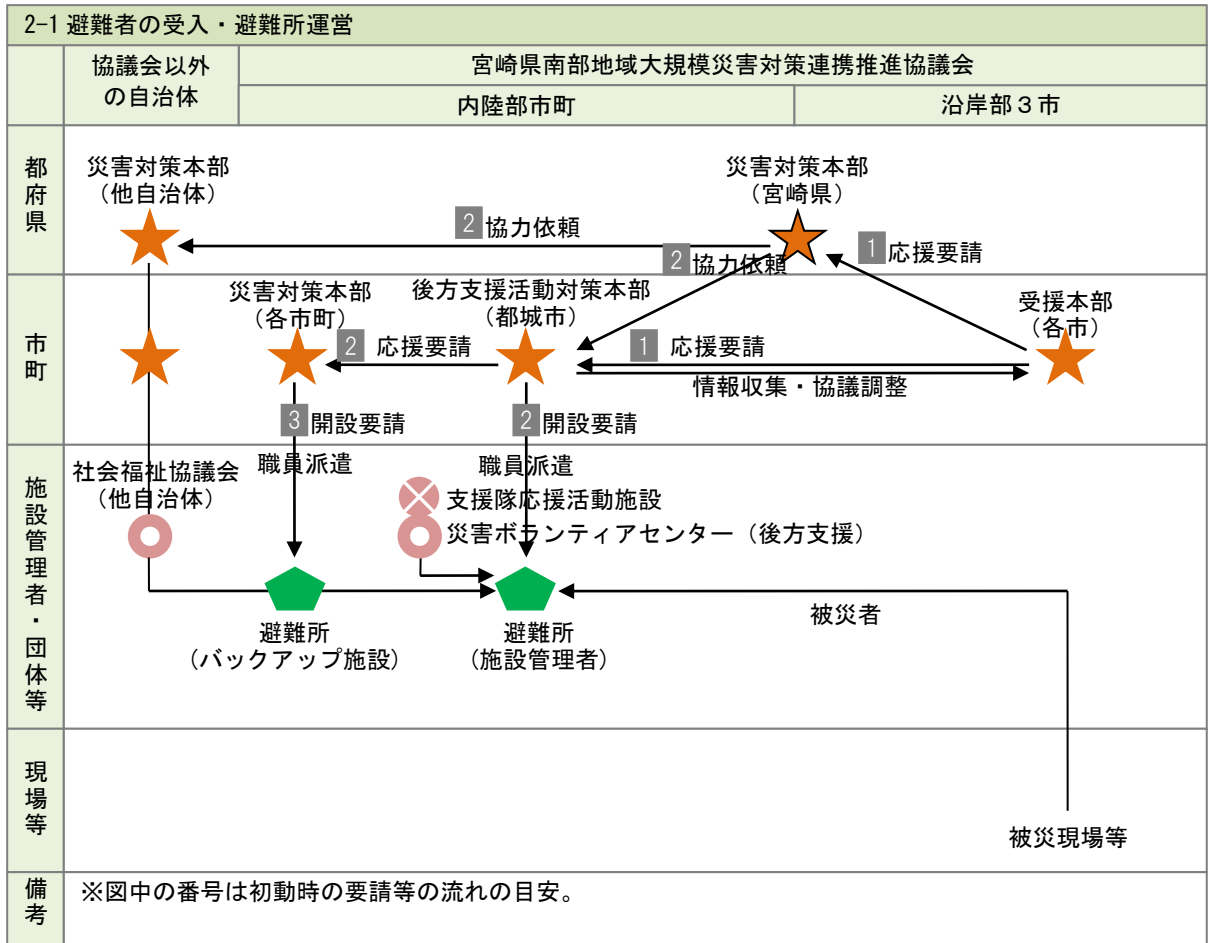 2-1 避難者の受入・避難所運営
協議会以外
の自治体
宮崎県南部地域大規模災害対策連携推進協議会
内陸部市町
沿岸部３市
都府県
災害対策本部
（他自治体）
災害対策本部
（宮崎県）
2 協力依頼
1 応援要請
2 協力依頼
市町
災害対策本部
（各市町）
後方支援活動対策本部
（都城市）
受援本部
（各市）
2 応援要請
1 応援要請
情報収集・協議調整
3 開設要請
2 開設要請
施設管理者・団体等
社会福祉協議会
（他自治体）
職員派遣
職員派遣
支援隊応援活動施設
災害ボランティアセンター（後方支援）
被災者
避難所
（バックアップ施設）
避難所
（施設管理者）
現場等
被災現場等
備考
※図中の番号は初動時の要請等の流れの目安。